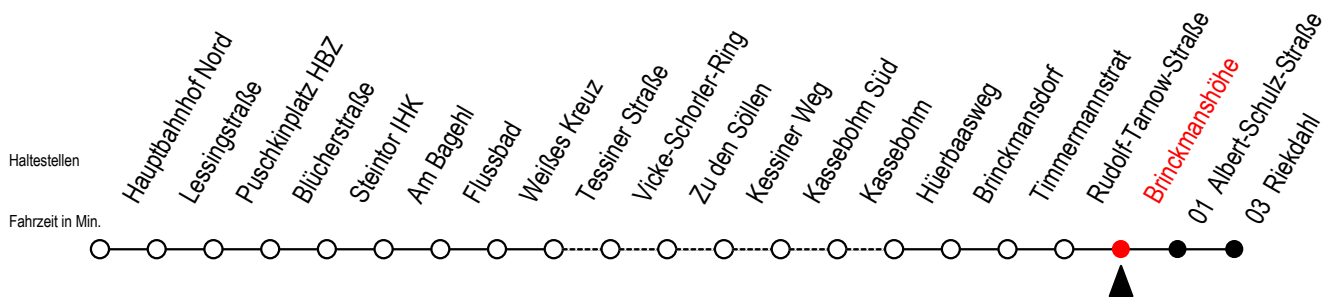 Haltestellen
Fahrzeit in Min.
Hauptbahnhof Nord
Lessingstraße
Puschkinplatz HBZ
Blücherstraße
Steintor IHK
Am Bagehl
Flussbad
Weißes Kreuz
Tessiner Straße
Vicke-Schorler-Ring
Zu den Söllen
Kessiner Weg
Kassebohm Süd
Kassebohm
Hüerbaasweg
Brinckmansdorf
Timmermannstrat
Rudolf-Tarnow-Straße
Brinckmanshöhe
01 Albert-Schulz-Straße
03 Riekdahl